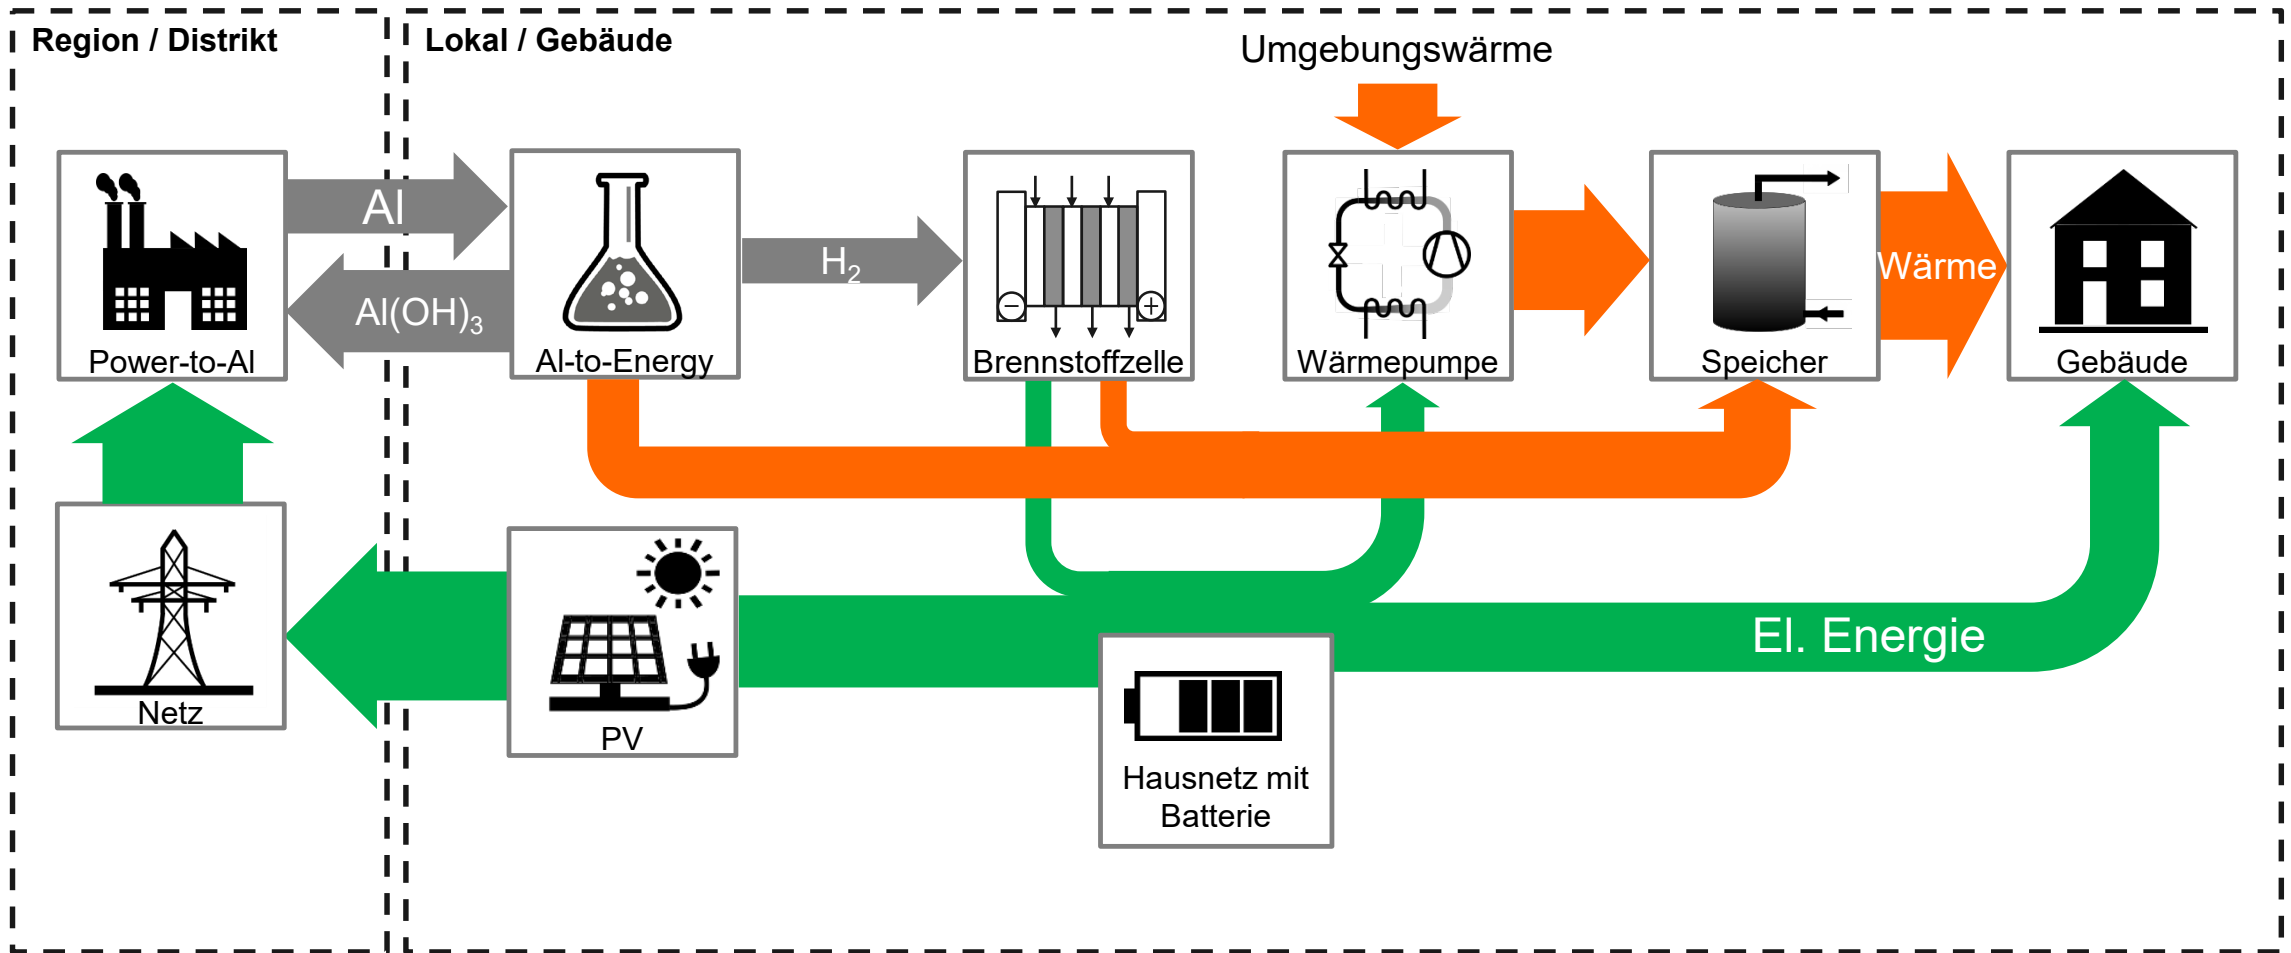 Region / Distrikt
Lokal / Gebäude
Umgebungswärme
Al
Al(OH)3
H2
Wärme
Power-to-Al
Al-to-Energy
Brennstoffzelle
Wärmepumpe
Speicher
Gebäude
− +
El. Energie
Netz
PV
Hausnetz mit
Batterie